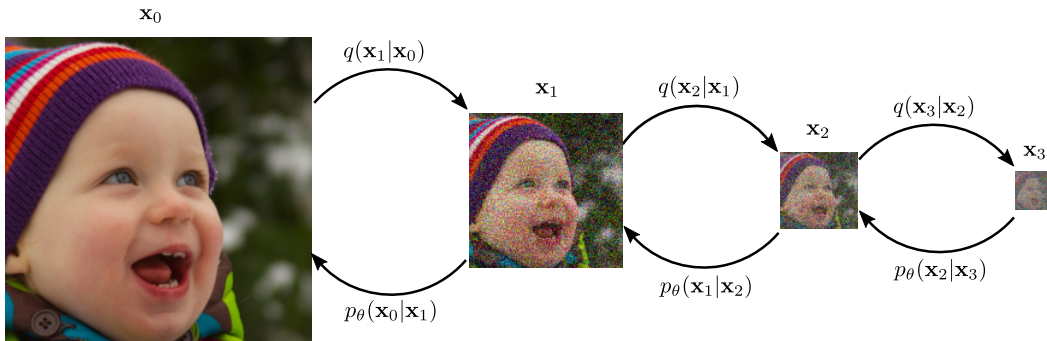 x₀
q(x₁|x₀)
x₁
q(x₂|x₁)
x₂
q(x₃|x₂)
x₃
pθ(x₀|x₁)
pθ(x₁|x₂)
pθ(x₂|x₃)